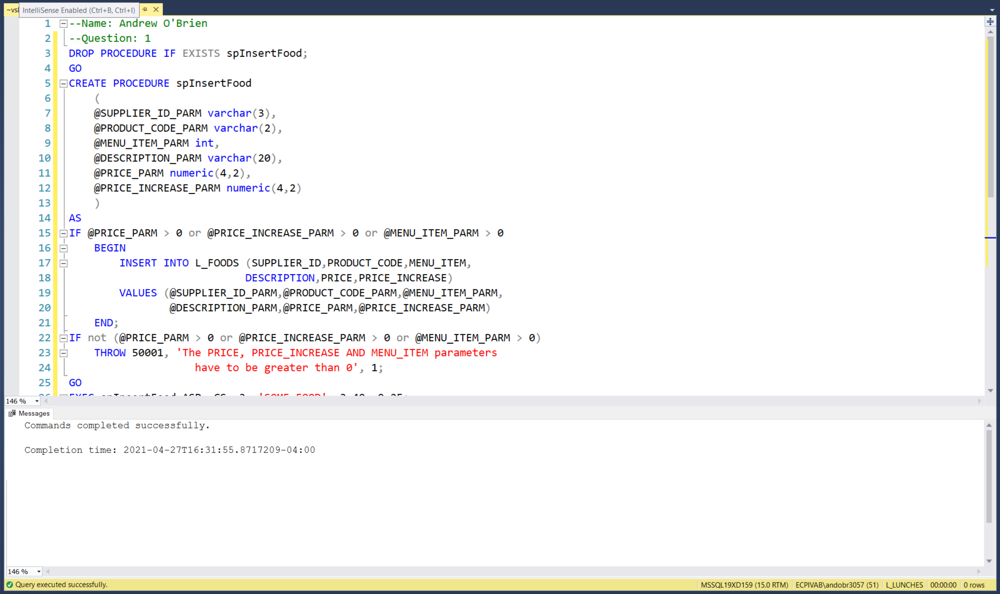 IntelliSense Enabled (Ctrl+B, Ctrl+I)
1 --Name: Andrew O'Brien
2 --Question: 1
3 DROP PROCEDURE IF EXISTS spInsertFood;
4 GO
5 CREATE PROCEDURE spInsertFood
6 (
7 @SUPPLIER_ID_PARM varchar(3),
8 @PRODUCT_CODE_PARM varchar(2),
9 @MENU_ITEM_PARM int,
10 @DESCRIPTION_PARM varchar(20),
11 @PRICE_PARM numeric(4,2),
12 @PRICE_INCREASE_PARM numeric(4,2)
13 )
14 AS
15 IF @PRICE_PARM > 0 or @PRICE_INCREASE_PARM > 0 or @MENU_ITEM_PARM > 0
16 BEGIN
17 INSERT INTO L_FOODS (SUPPLIER_ID,PRODUCT_CODE,MENU_ITEM,
18 DESCRIPTION,PRICE,PRICE_INCREASE)
19 VALUES (@SUPPLIER_ID_PARM,@PRODUCT_CODE_PARM,@MENU_ITEM_PARM,
20 @DESCRIPTION_PARM,@PRICE_PARM,@PRICE_INCREASE_PARM)
21 END;
22 IF not (@PRICE_PARM > 0 or @PRICE_INCREASE_PARM > 0 or @MENU_ITEM_PARM > 0)
23 THROW 50001, 'The PRICE, PRICE_INCREASE AND MENU_ITEM parameters
24 have to be greater than 0', 1;
25 GO
146 %
Messages
Commands completed successfully.
Completion time: 2021-04-27T16:31:55.8717209-04:00
146 %
Query executed successfully. MSSQL19XD159 (15.0 RTM) ECPIVAB\andobr3057 (51) L_LUNCHES 00:00:00 0 rows